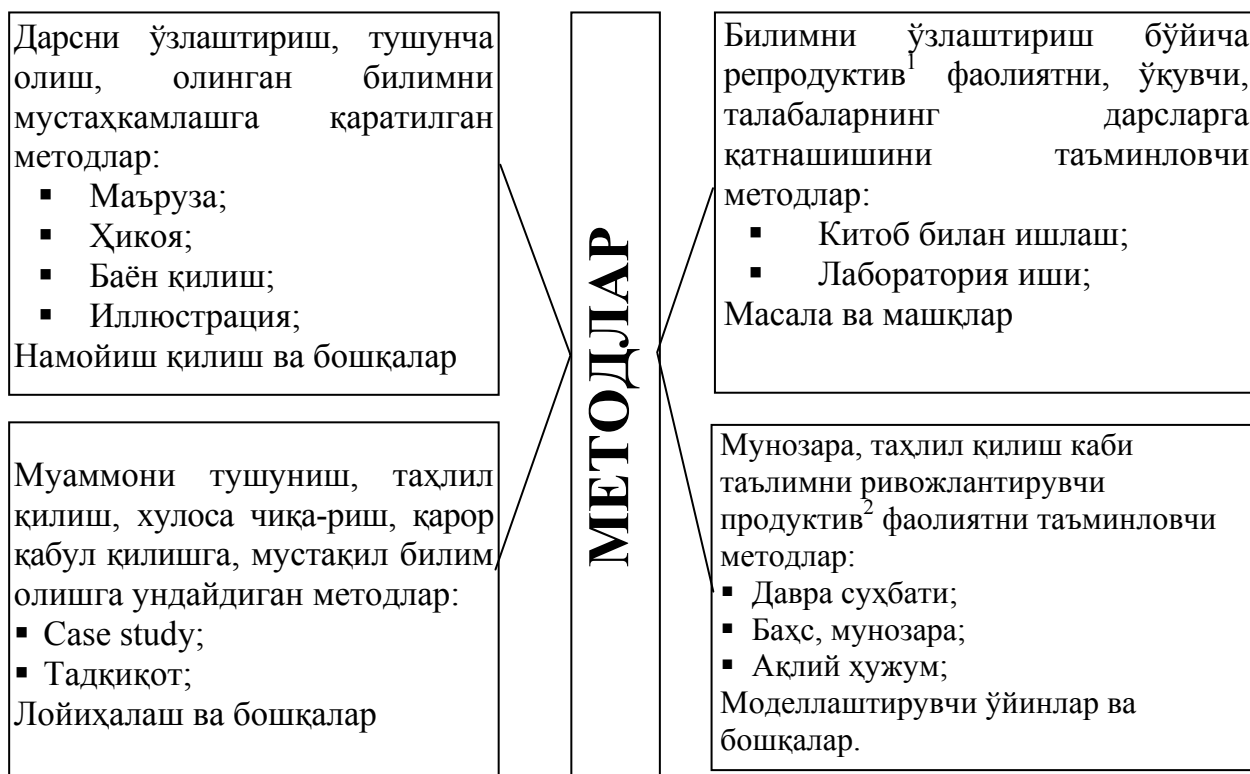 Дарсни ўзлаштириш, тушунча
олиш, олинган билимни
мустаҳкамлашга қаратилган
методлар:
▪ Маъруза;
▪ Ҳикоя;
▪ Баён қилиш;
▪ Иллюстрация;
Намойиш қилиш ва бошқалар
Муаммони тушуниш, таҳлил
қилиш, хулоса чиқа-риш, қарор
қабул қилишга, мустақил билим
олишга ундайдиган методлар:
▪ Case study;
▪ Тадқиқот;
Лойиҳалаш ва бошқалар
МЕТОДЛАР
Билимни ўзлаштириш бўйича
репродуктив1 фаолиятни, ўқувчи,
талабаларнинг дарсларга
қатнашишини таъминловчи
методлар:
▪ Китоб билан ишлаш;
▪ Лаборатория иши;
Масала ва машқлар
Мунозара, таҳлил қилиш каби
таълимни ривожлантирувчи
продуктив2 фаолиятни таъминловчи
методлар:
▪ Давра суҳбати;
▪ Баҳс, мунозара;
▪ Ақлий ҳужум;
Моделлаштирувчи ўйинлар ва
бошқалар.